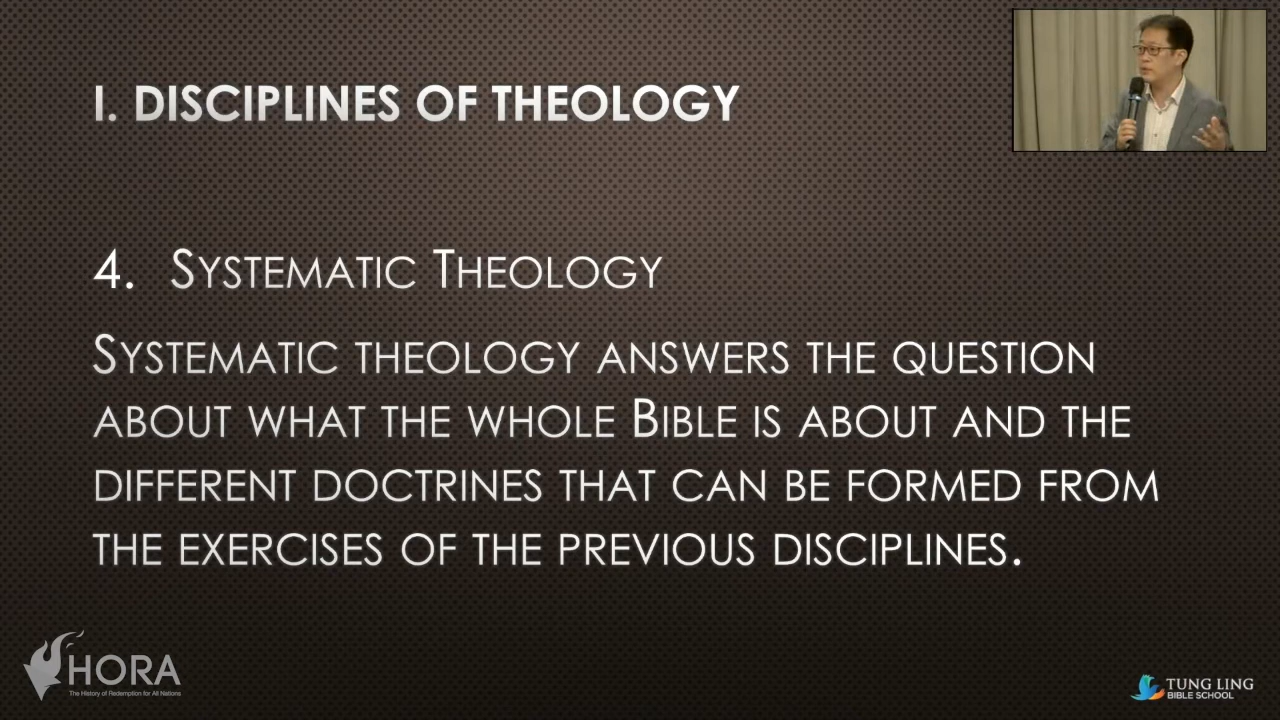 I. DISCIPLINES OF THEOLOGY
4. SYSTEMATIC THEOLOGY
SYSTEMATIC THEOLOGY ANSWERS THE QUESTION
ABOUT WHAT THE WHOLE BIBLE IS ABOUT AND THE
DIFFERENT DOCTRINES THAT CAN BE FORMED FROM
THE EXERCISES OF THE PREVIOUS DISCIPLINES.
HORA
The History of Redemption for All Nations
TUNG LING
BIBLE SCHOOL